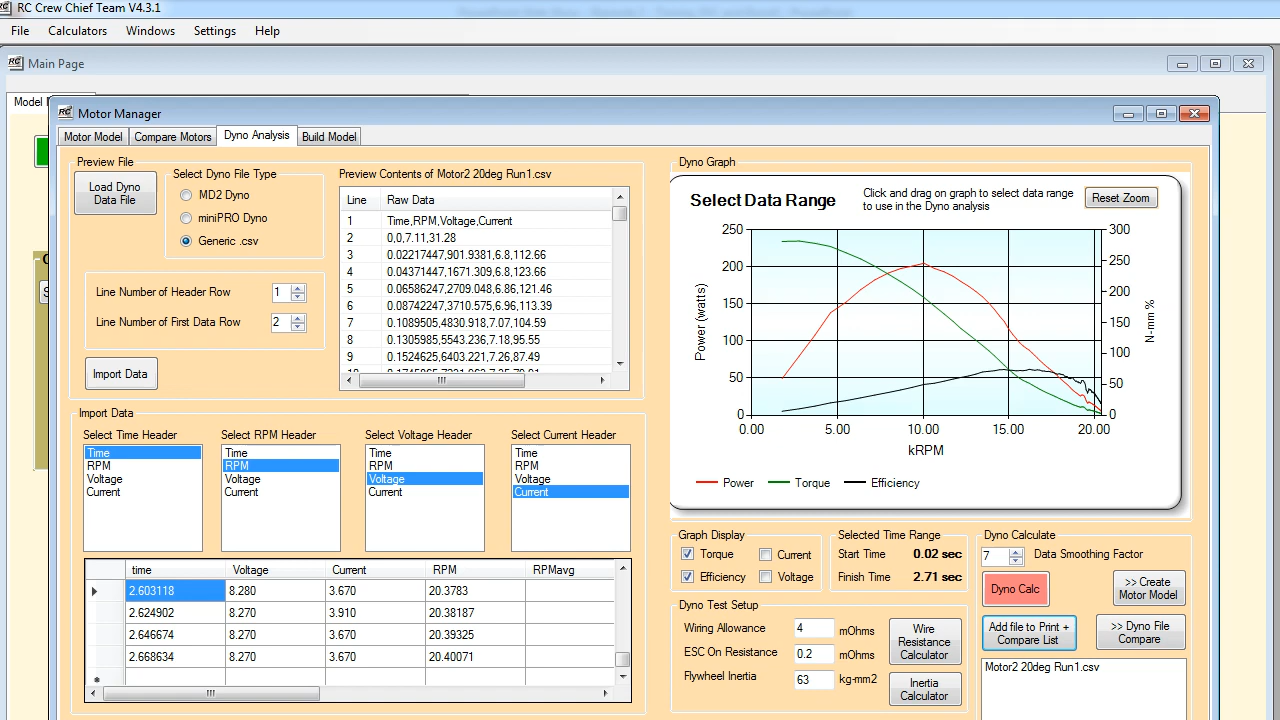 RC Crew Chief Team V4.3.1
File Calculators Windows Settings Help
RC Main Page
Model
RC Motor Manager
Motor Model Compare Motors Dyno Analysis Build Model
Preview File
Load Dyno
Data File
Select Dyno File Type
MD2 Dyno
miniPRO Dyno
Generic .csv
Line Number of Header Row 1
Line Number of First Data Row 2
Import Data
Preview Contents of Motor2 20deg Run1.csv
Line Raw Data
1 Time,RPM,Voltage,Current
2 0,0,7.11,31.28
3 0.02217447,901.9381,6.8,112.66
4 0.04371447,1671.309,6.8,123.66
5 0.06586247,2709.048,6.86,121.46
6 0.08742247,3710.575,6.96,113.39
7 0.1089505,4830.918,7.07,104.59
8 0.1305985,5543.236,7.18,95.55
9 0.1524625,6403.221,7.26,87.49
Import Data
Select Time Header
Time
RPM
Voltage
Current
Select RPM Header
Time
RPM
Voltage
Current
Select Voltage Header
Time
RPM
Voltage
Current
Select Current Header
Time
RPM
Voltage
Current
time Voltage Current RPM RPMavg
2.603118 8.280 3.670 20.3783
2.624902 8.270 3.910 20.38187
2.646674 8.270 3.670 20.39325
2.668634 8.270 3.670 20.40071
Dyno Graph
Select Data Range
Click and drag on graph to select data range
to use in the Dyno analysis
Reset Zoom
Power (watts)
250
200
150
100
50
0
300
250
200
150
100
50
0
N-mm %
0.00 5.00 10.00 15.00 20.00
kRPM
Power Torque Efficiency
Graph Display
Torque Current
Efficiency Voltage
Selected Time Range
Start Time 0.02 sec
Finish Time 2.71 sec
Dyno Calculate
7 Data Smoothing Factor
Dyno Calc
>> Create
Motor Model
Add file to Print +
Compare List
>> Dyno File
Compare
Motor2 20deg Run1.csv
Dyno Test Setup
Wiring Allowance 4 mOhms
ESC On Resistance 0.2 mOhms
Flywheel Inertia 63 kg-mm2
Wire
Resistance
Calculator
Inertia
Calculator